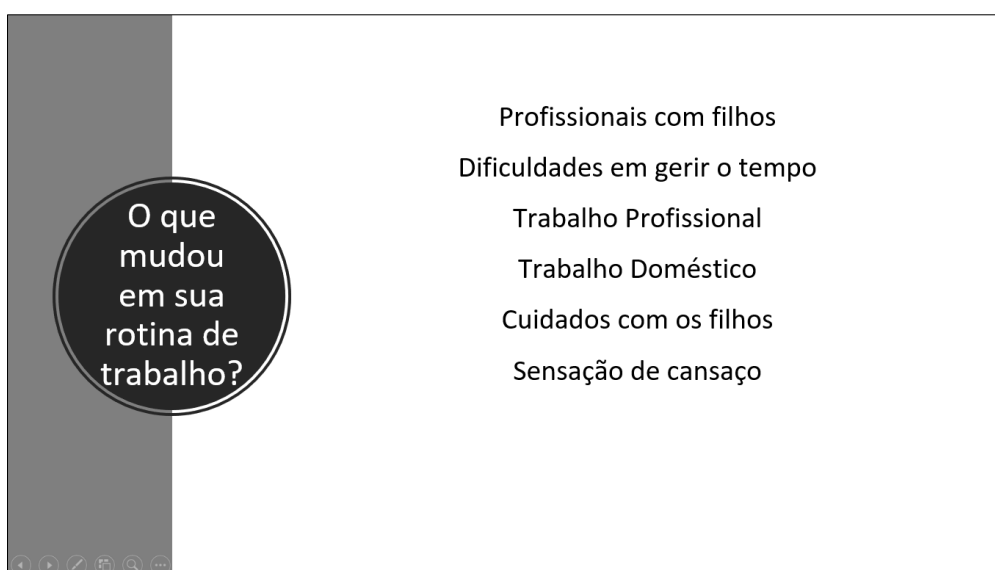 O que
mudou
em sua
rotina de
trabalho?
Profissionais com filhos
Dificuldades em gerir o tempo
Trabalho Profissional
Trabalho Doméstico
Cuidados com os filhos
Sensação de cansaço